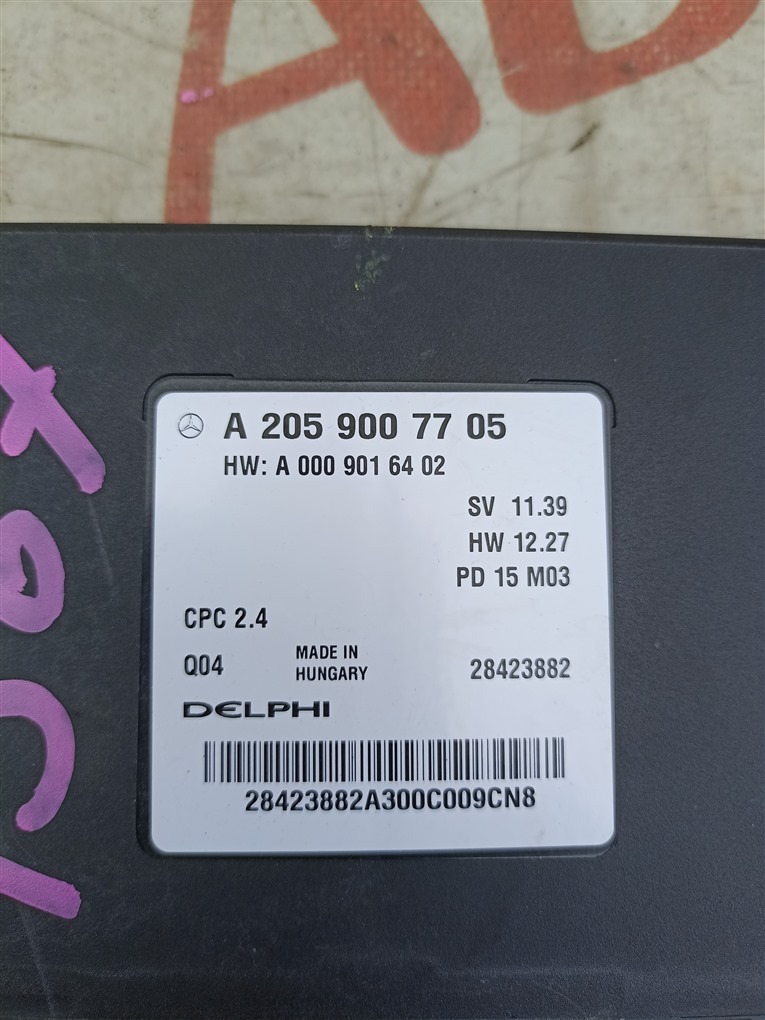 A 205 900 77 05
HW: A 000 901 64 02
SV 11.39
HW 12.27
PD 15 M03
CPC 2.4
Q04
MADE IN
HUNGARY
28423882
DELPHI
28423882A300C009CN8